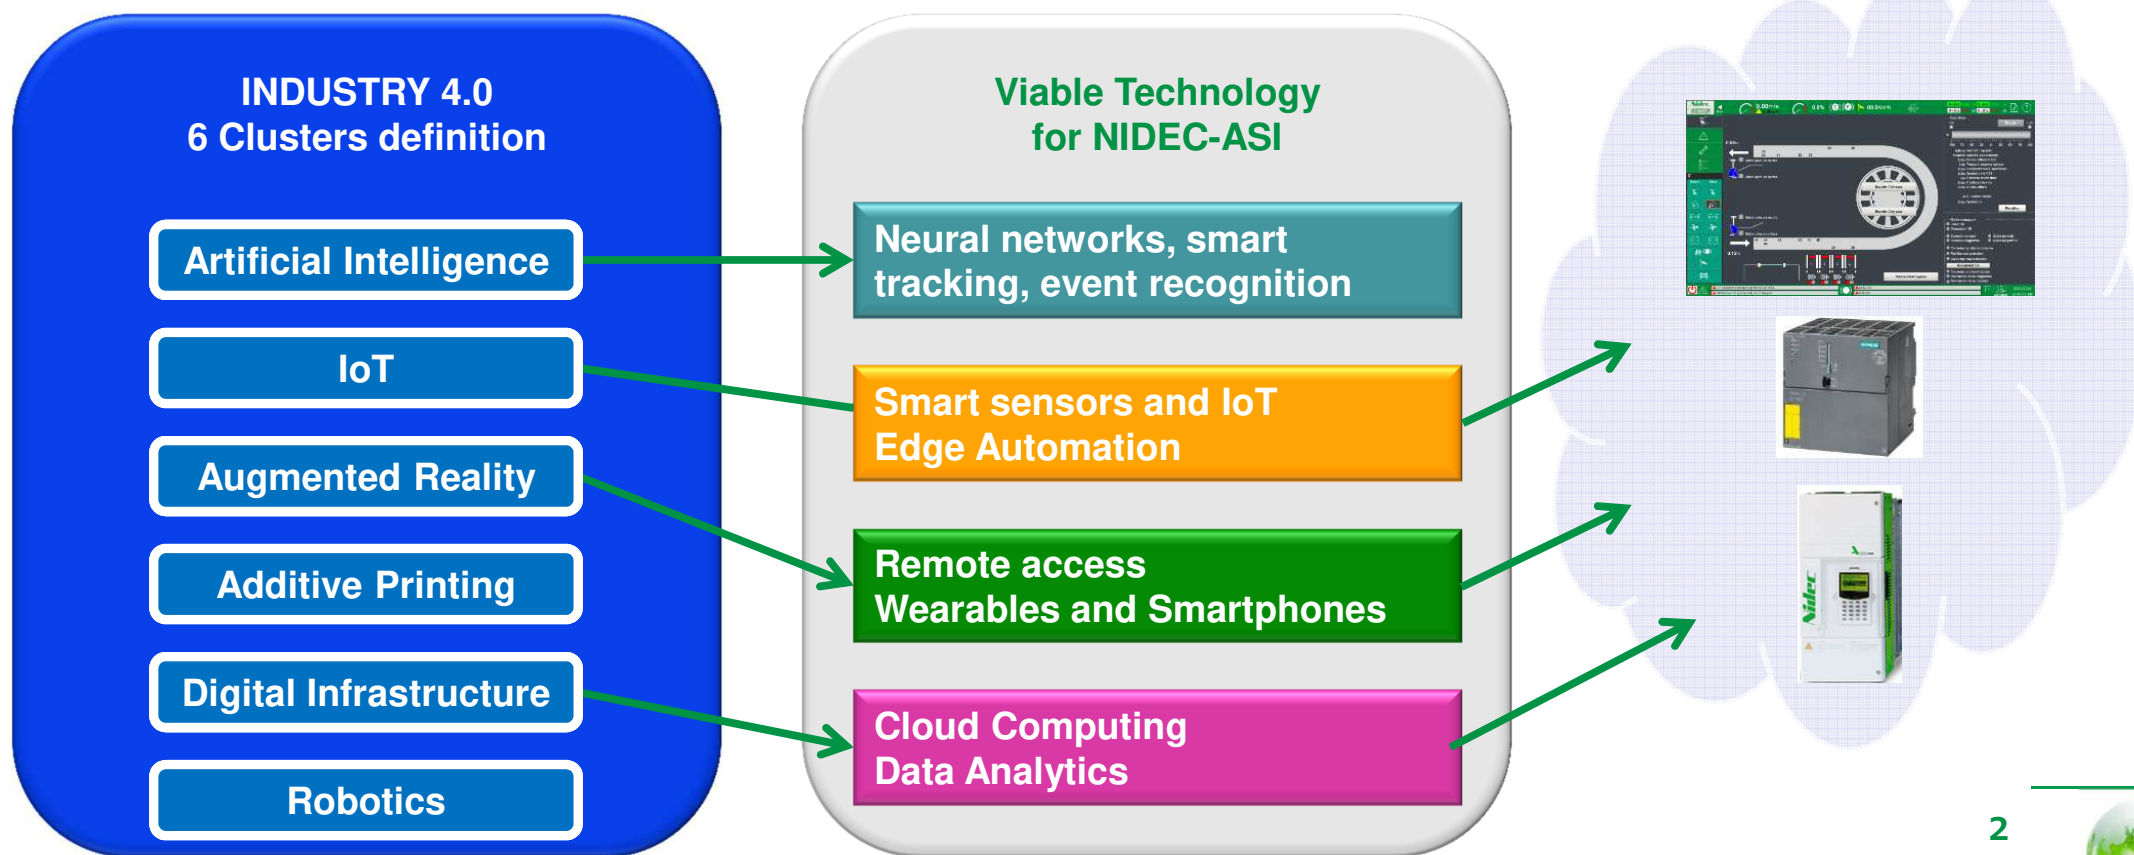 INDUSTRY 4.0
6 Clusters definition
Artificial Intelligence
IoT
Augmented Reality
Additive Printing
Digital Infrastructure
Robotics
Viable Technology
for NIDEC-ASI
Neural networks, smart
tracking, event recognition
Smart sensors and IoT
Edge Automation
Remote access
Wearables and Smartphones
Cloud Computing
Data Analytics
Nidec
2